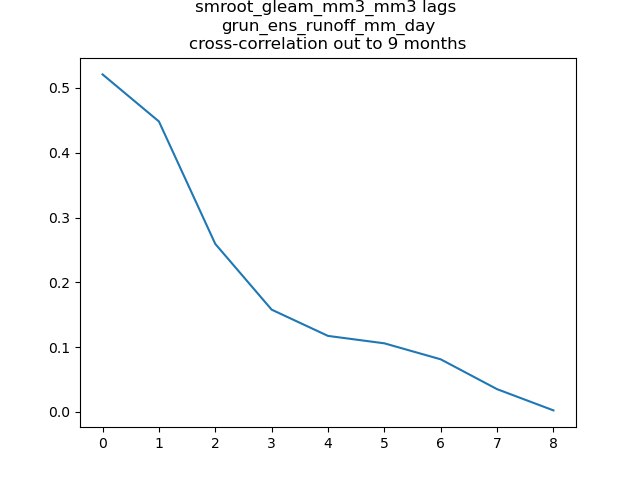 smroot_gleam_mm3_mm3 lags
grun_ens_runoff_mm_day
cross-correlation out to 9 months
0.5
0.4
0.3
0.2
0.1
0.0
0 1 2 3 4 5 6 7 8